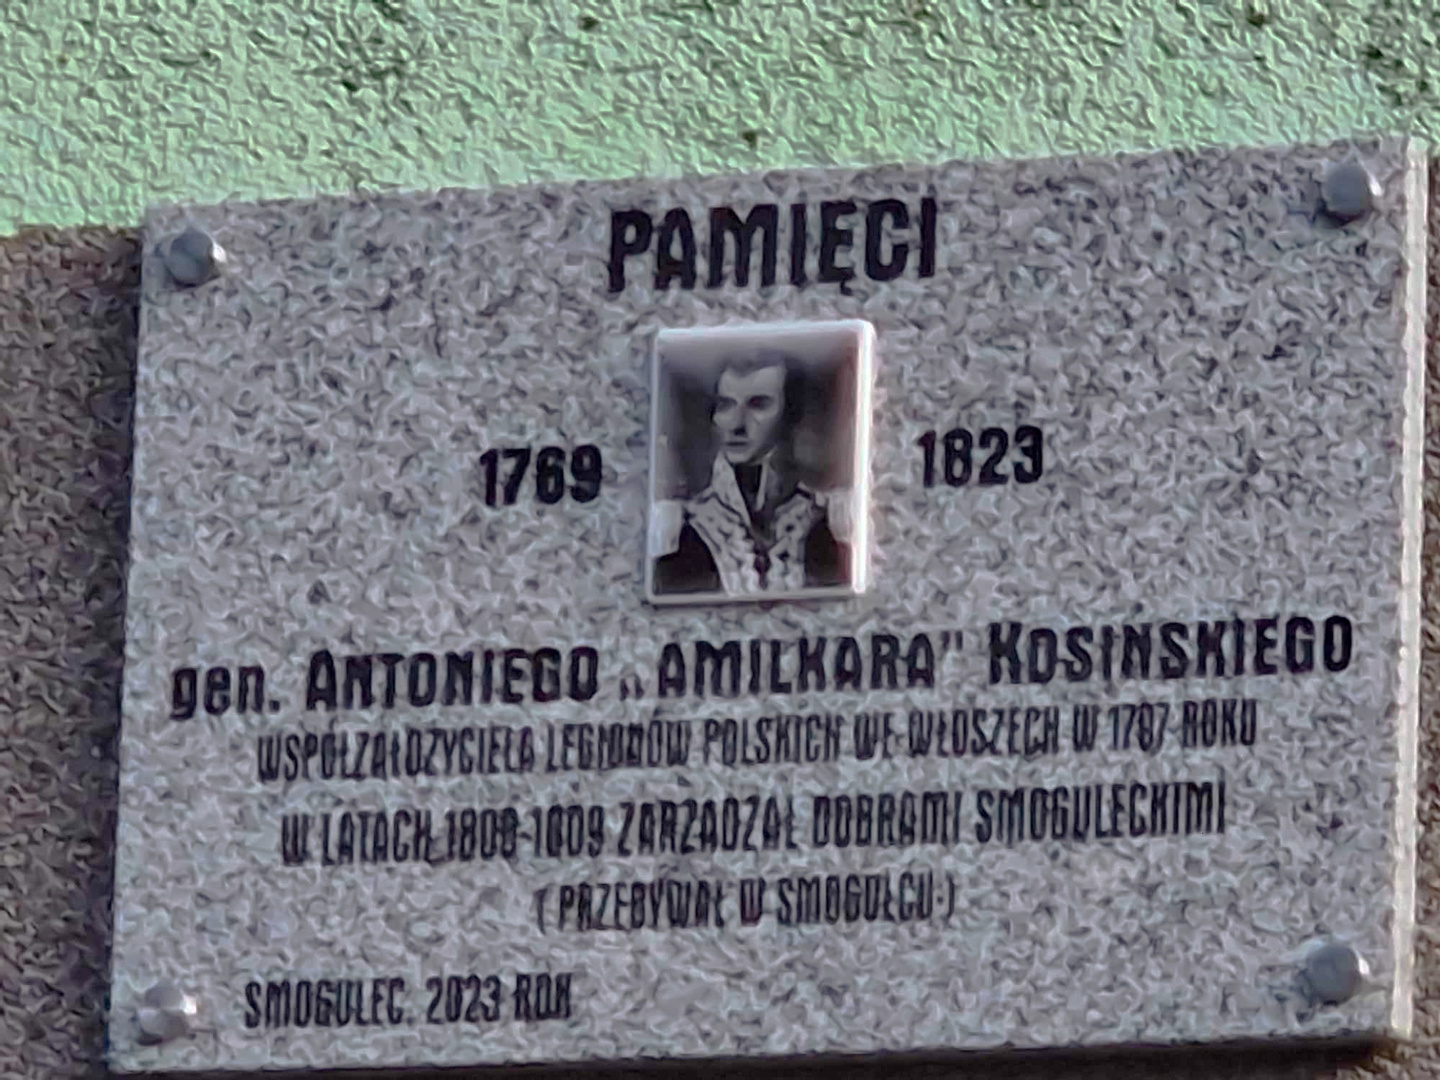 PAMIĘCI
1769 1823
gen. ANTONIEGO „AMILKARA" KOSIŃSKIEGO
WSPÓŁZAŁOŻYCIELA LEGIONÓW POLSKICH WE WŁOSZECH W 1797 ROKU
W LATACH 1808-1809 ZARZĄDZAŁ DOBRAMI SMOGULECKIMI
( PRZEBYWAŁ W SMOGULCU )
SMOGULEC 2023 ROK